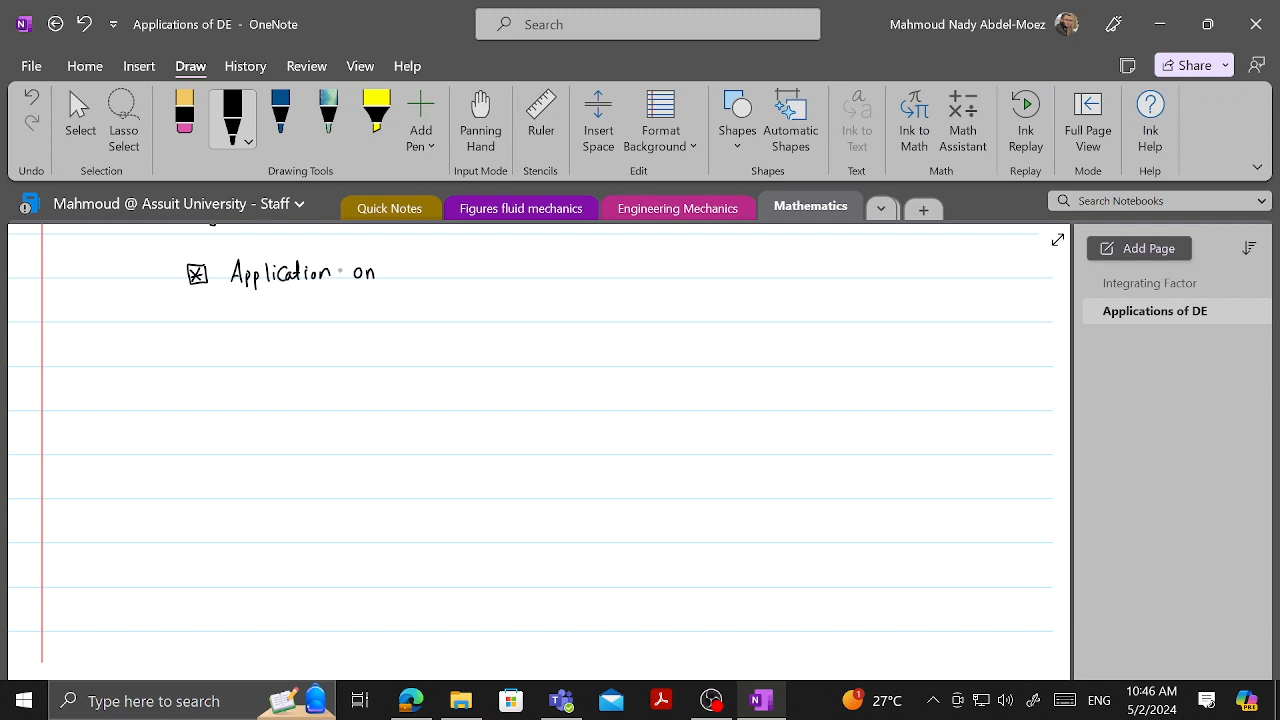 Applications of DE - OneNote
Search
Mahmoud Nady Abdel-Moez
File Home Insert Draw History Review View Help
Share
Select
Lasso Select
Add Pen
Panning Hand
Ruler
Insert Space
Format Background
Shapes
Automatic Shapes
Ink to Text
Ink to Math
Math Assistant
Ink Replay
Full Page View
Ink Help
Undo Selection Drawing Tools Input Mode Stencils Edit Shapes Text Math Replay Mode Help
Mahmoud @ Assuit University - Staff
Quick Notes Figures fluid mechanics Engineering Mechanics Mathematics
Search Notebooks
Add Page
Integrating Factor
Applications of DE
Application on
Type here to search
1
27°C
ENG
10:46 AM
5/2/2024
PRE